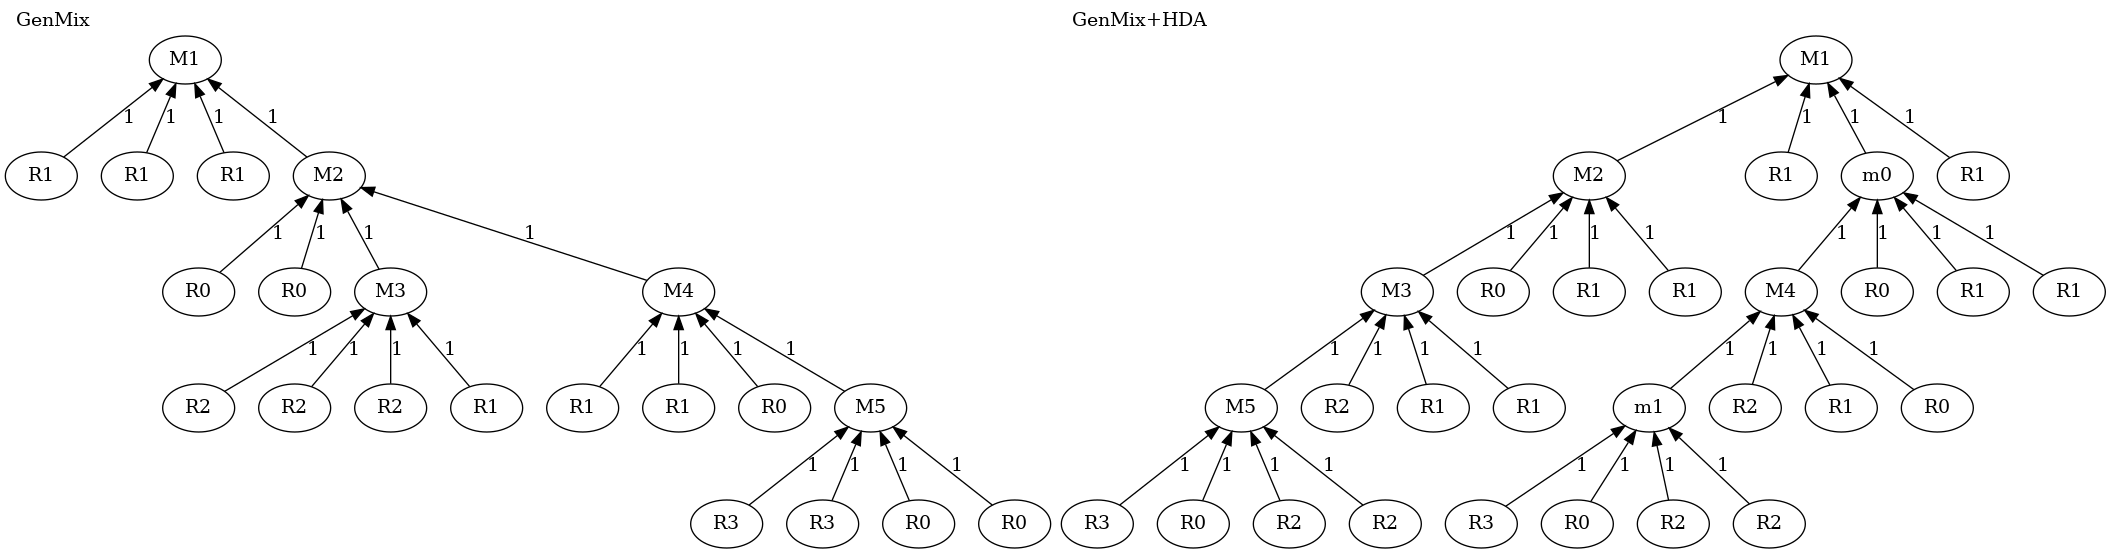 GenMix GenMix+HDA
M1 M1
1 1 1 1 1 1 1 1
R1 R1 R1 M2 M2 R1 m0 R1
1 1 1 1 1 1 1 1 1 1 1 1
R0 R0 M3 M4 M3 R0 R1 R1 M4 R0 R1 R1
1 1 1 1 1 1 1 1 1 1 1 1 1 1 1 1
R2 R2 R2 R1 R1 R1 R0 M5 M5 R2 R1 R1 m1 R2 R1 R0
1 1 1 1 1 1 1 1 1 1 1 1
R3 R3 R0 R0 R3 R0 R2 R2 R3 R0 R2 R2